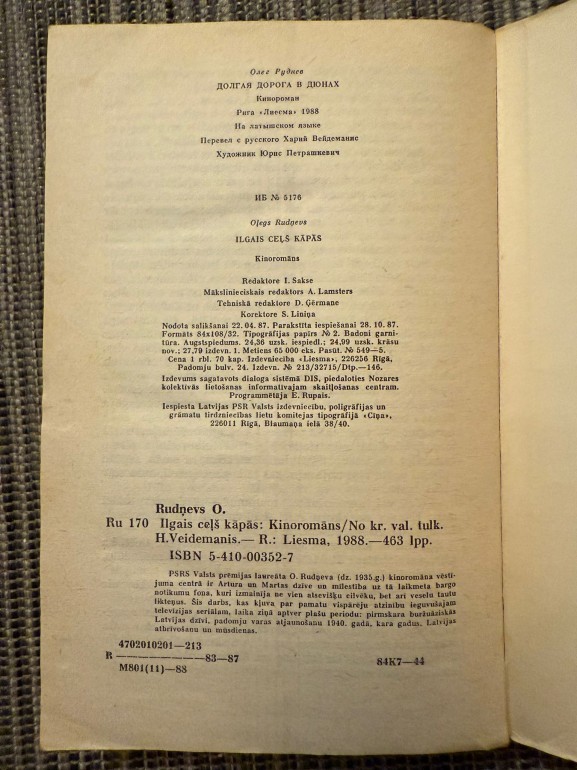 Олег Руднев
ДОЛГАЯ ДОРОГА В ДЮНАХ
Кинороман
Рига «Лиесма» 1988
На латышском языке
Перевел с русского Харий Вейдеманис
Художник Юрис Петрашкевич
ИБ № 5176
Oļegs Rudņevs
ILGAIS CEĻŠ KĀPĀS
Kinoromāns
Redaktore I. Sakse
Mākslinieciskais redaktors A. Lamsters
Tehniskā redaktore D. Ģērmane
Korektore S. Liniņa
Nodota salikšanai 22. 04. 87. Parakstīta iespiešanai 28. 10. 87.
Formāts 84x108/32. Tipogrāfijas papīrs № 2. Badoni garni-
tūra. Augstspiedums. 24,36 uzsk. iespiedl.; 24,99 uzsk. krāsu
nov.; 27,79 izdevn. l. Metiens 65 000 eks. Pasūt. № 549—5.
Cena 1 rbl. 70 kap. Izdevniecība «Liesma», 226256 Rīgā,
Padomju bulv. 24. Izdevn. № 213/32715/Dtp.—146.
Izdevums sagatavots dialoga sistēmā DIS, piedaloties Nozares
kolektīvās lietošanas informatīvajam skaitļošanas centram.
Programmētāja E. Rupais.
Iespiesta Latvijas PSR Valsts izdevniecību, poligrāfijas un
grāmatu tirdzniecības lietu komitejas tipogrāfijā «Cīņa»,
226011 Rīgā, Blaumaņa ielā 38/40.
Rudņevs O.
Ru 170 Ilgais ceļš kāpās: Kinoromāns/No kr. val. tulk.
H. Veidemanis.— R.: Liesma, 1988.—463 lpp.
ISBN 5-410-00352-7
PSRS Valsts prēmijas laureāta O. Rudņeva (dz. 1935.g.) kinoromāna vēstī-
juma centrā ir Artura un Martas dzīve un mīlestība uz tā laikmeta bargo
notikumu fona, kuri izmainīja ne vien atsevišķu cilvēku, bet arī veselu tautu
likteņus. Šis darbs, kas kļuva par pamatu vispārēju atzinību ieguvušajam
televīzijas seriālam, laika ziņā aptver plašu periodu: pirmskara buržuāziskās
Latvijas dzīvi, padomju varas atjaunošanu 1940. gadā, kara gadus, Latvijas
atbrīvošanu un mūsdienas.
4702010201—213
R ——————— 83—87
M801(11)—88
84K7—44